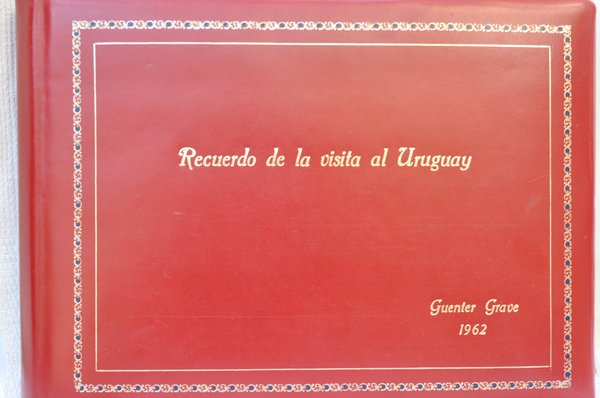 Recuerdo de la visita al Uruguay
Guenter Grave
1962